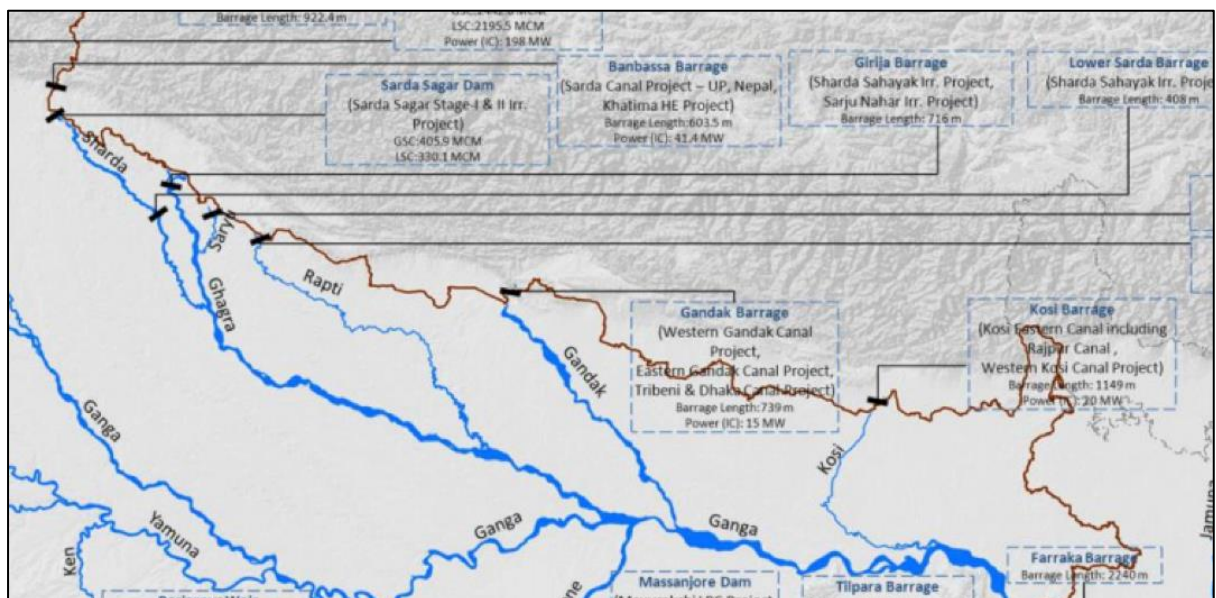 Barrage Length: 922.4 m
LSC:2195.5 MCM
Power (IC): 198 MW
Sarda Sagar Dam
(Sarda Sagar Stage-I & II Irr.
Project)
GSC:405.9 MCM
LSC:330.1 MCM
Banbassa Barrage
(Sarda Canal Project – UP, Nepal,
Khatima HE Project)
Barrage Length:603.5 m
Power (IC): 41.4 MW
Girija Barrage
(Sharda Sahayak Irr. Project,
Sarju Nahar Irr. Project)
Barrage Length: 716 m
Lower Sarda Barrage
(Sharda Sahayak Irr. Proje
Barrage Length: 408 m
Sharda
Saryu
Ghagra
Rapti
Gandak Barrage
(Western Gandak Canal
Project,
Eastern Gandak Canal Project,
Tribeni & Dhaka Canal Project)
Barrage Length:739 m
Power (IC): 15 MW
Kosi Barrage
(Kosi Eastern Canal including
Rajpur Canal ,
Western Kosi Canal Project)
Barrage Length: 1149 m
Power (IC): 20 MW
Gandak
Ganga
Kosi
Yamuna
Ganga
Ganga
Jamuna
Ken
Farraka Barrage
Barrage Length: 2240 m
Massanjore Dam
Tilpara Barrage